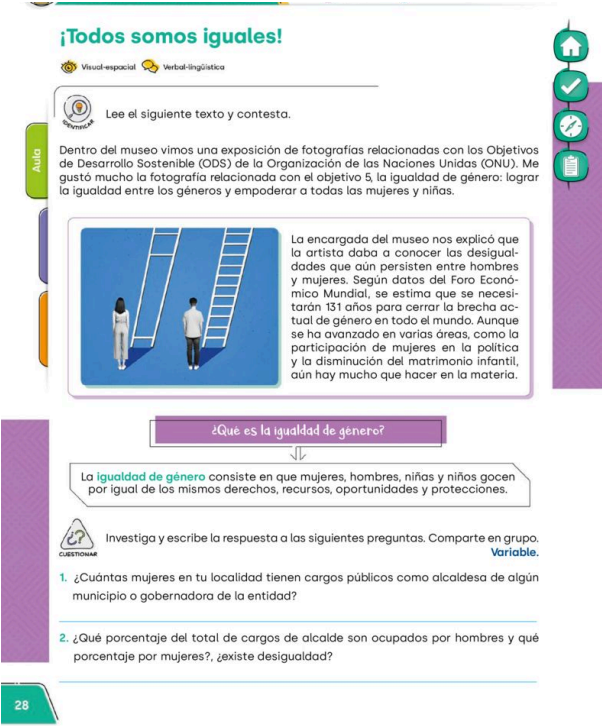 ¡Todos somos iguales!
Visual-espacial Verbal-lingüística
IDENTIFICAR
Lee el siguiente texto y contesta.
Aula
Dentro del museo vimos una exposición de fotografías relacionadas con los Objetivos
de Desarrollo Sostenible (ODS) de la Organización de las Naciones Unidas (ONU). Me
gustó mucho la fotografía relacionada con el objetivo 5, la igualdad de género: lograr
la igualdad entre los géneros y empoderar a todas las mujeres y niñas.
La encargada del museo nos explicó que
la artista daba a conocer las desigual-
dades que aún persisten entre hombres
y mujeres. Según datos del Foro Econó-
mico Mundial, se estima que se necesi-
tarán 131 años para cerrar la brecha ac-
tual de género en todo el mundo. Aunque
se ha avanzado en varias áreas, como la
participación de mujeres en la política
y la disminución del matrimonio infantil,
aún hay mucho que hacer en la materia.
¿Qué es la igualdad de género?
La igualdad de género consiste en que mujeres, hombres, niñas y niños gocen
por igual de los mismos derechos, recursos, oportunidades y protecciones.
¿?
CUESTIONAR
Investiga y escribe la respuesta a las siguientes preguntas. Comparte en grupo.
Variable.
1. ¿Cuántas mujeres en tu localidad tienen cargos públicos como alcaldesa de algún
municipio o gobernadora de la entidad?
2. ¿Qué porcentaje del total de cargos de alcalde son ocupados por hombres y qué
porcentaje por mujeres?, ¿existe desigualdad?
28